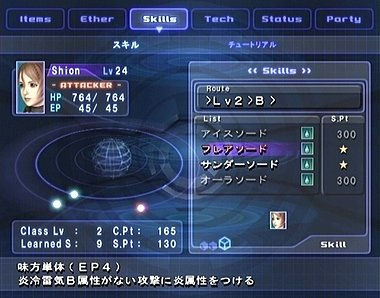 Items Ether Skills Tech Status Party
スキル チュートリアル
Shion Lv 24
- ATTACKER -
HP 764/ 764
EP 45/ 45
‹‹ Skills ››
Route
>Lv2>B>
List S.Pt
アイスソード 300
フレアソード ★
サンダーソード ★
オーラソード 300
Class Lv : 2 C.Pt: 165
Learned S : 9 S.Pt: 130
Skill
味方単体(EP4)
炎冷雷気B属性がない攻撃に炎属性をつける